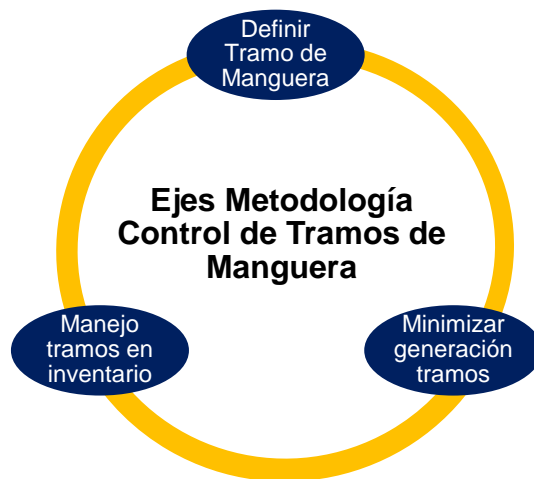 Definir
Tramo de
Manguera
Ejes Metodología
Control de Tramos de
Manguera
Manejo
tramos en
inventario
Minimizar
generación
tramos